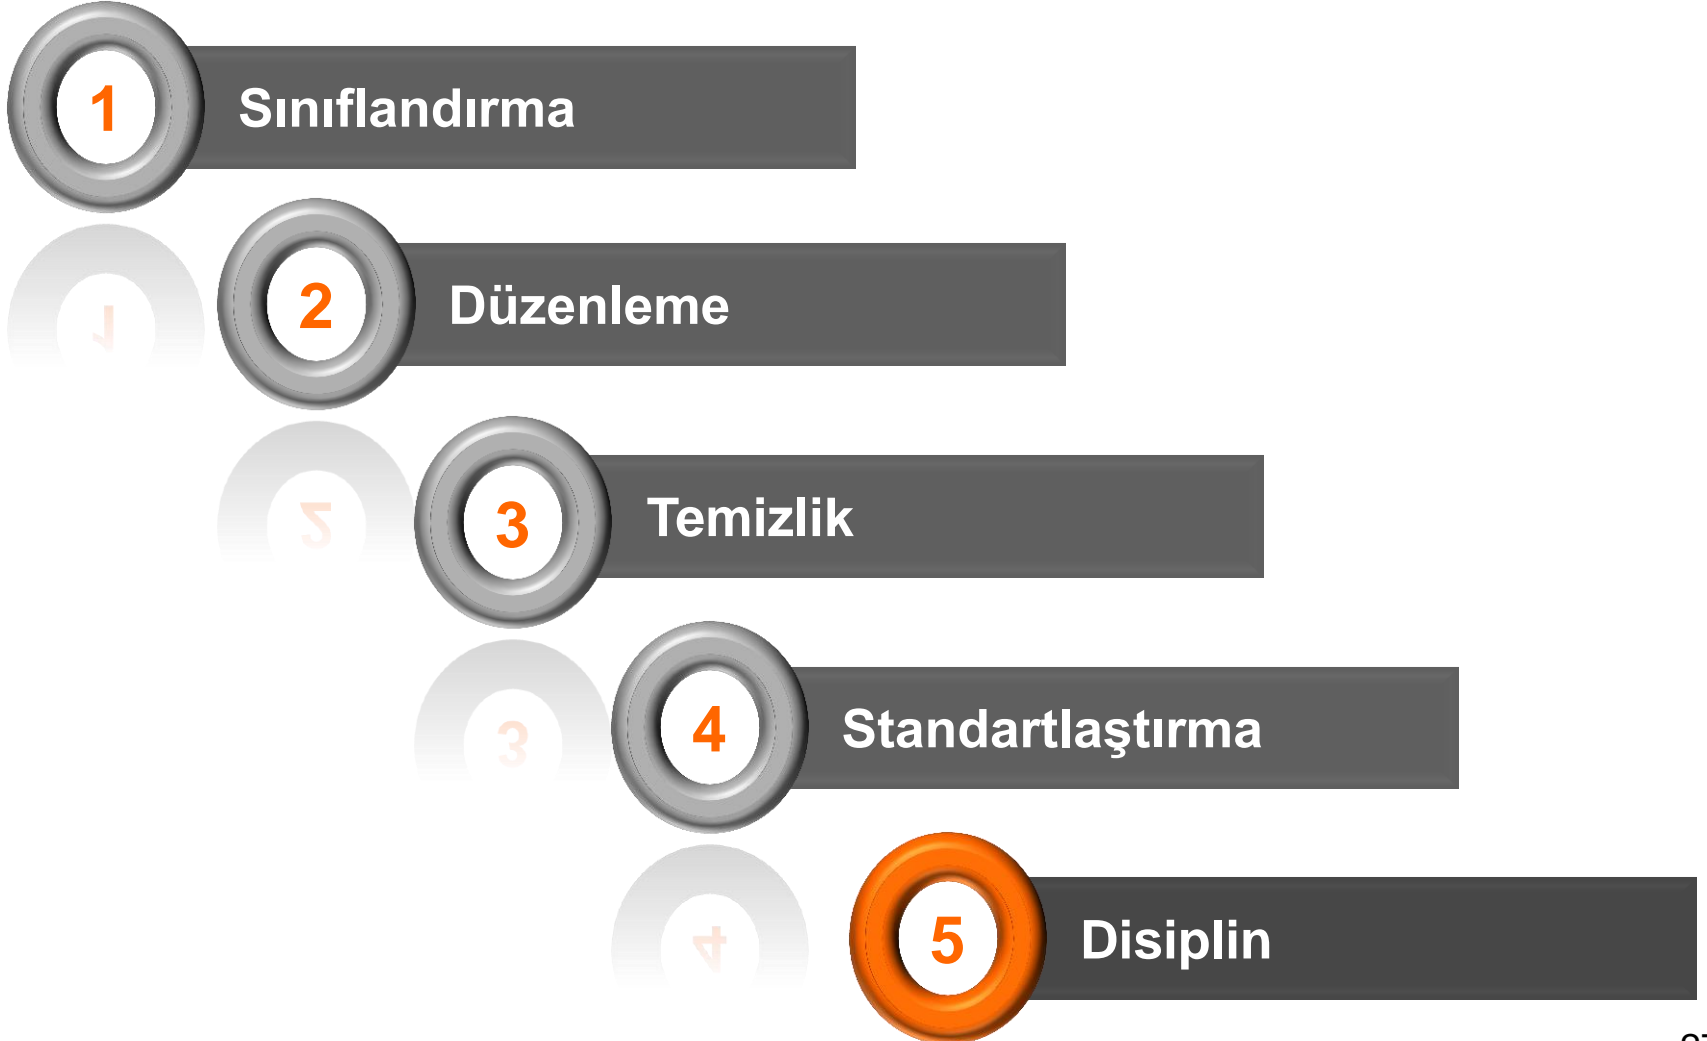 1 Sınıflandırma
2 Düzenleme
3 Temizlik
4 Standartlaştırma
5 Disiplin